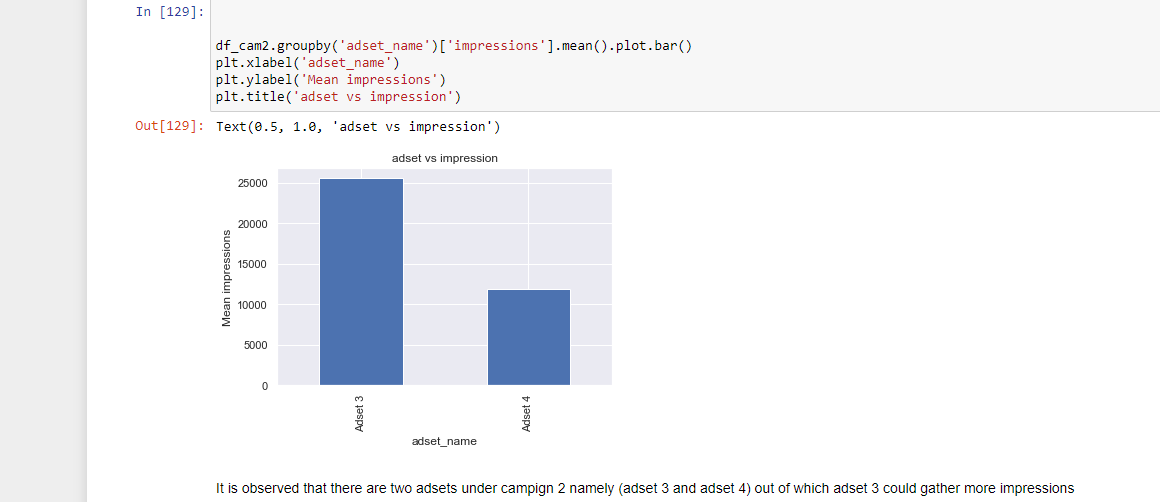 In [129]:
df_cam2.groupby('adset_name')['impressions'].mean().plot.bar()
plt.xlabel('adset_name')
plt.ylabel('Mean impressions')
plt.title('adset vs impression')
Out[129]: Text(0.5, 1.0, 'adset vs impression')
adset vs impression
25000
20000
15000
10000
5000
0
Mean impressions
Adset 3
Adset 4
adset_name
It is observed that there are two adsets under campign 2 namely (adset 3 and adset 4) out of which adset 3 could gather more impressions